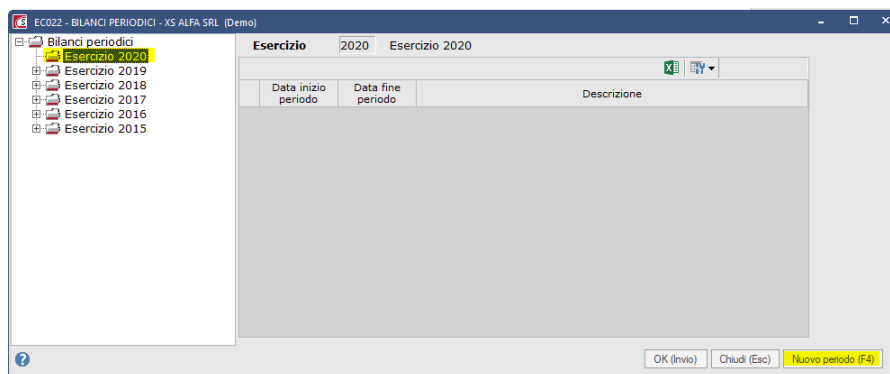 EC022 - BILANCI PERIODICI - XS ALFA SRL (Demo)
Bilanci periodici
Esercizio 2020
Esercizio 2019
Esercizio 2018
Esercizio 2017
Esercizio 2016
Esercizio 2015
Esercizio 2020 Esercizio 2020
Data inizio periodo Data fine periodo Descrizione
OK (Invio) Chiudi (Esc) Nuovo periodo (F4)